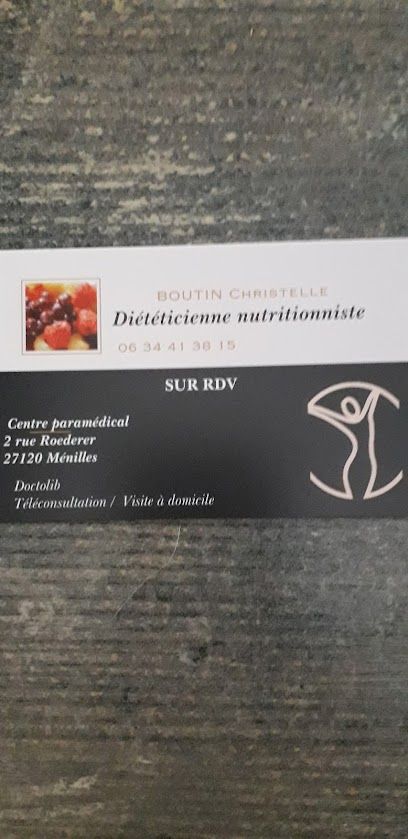 BOUTIN CHRISTELLE
Diététicienne nutritionniste
06 34 41 38 15
SUR RDV
Centre paramédical
2 rue Roederer
27120 Ménilles
Doctolib
Téléconsultation / Visite à domicile